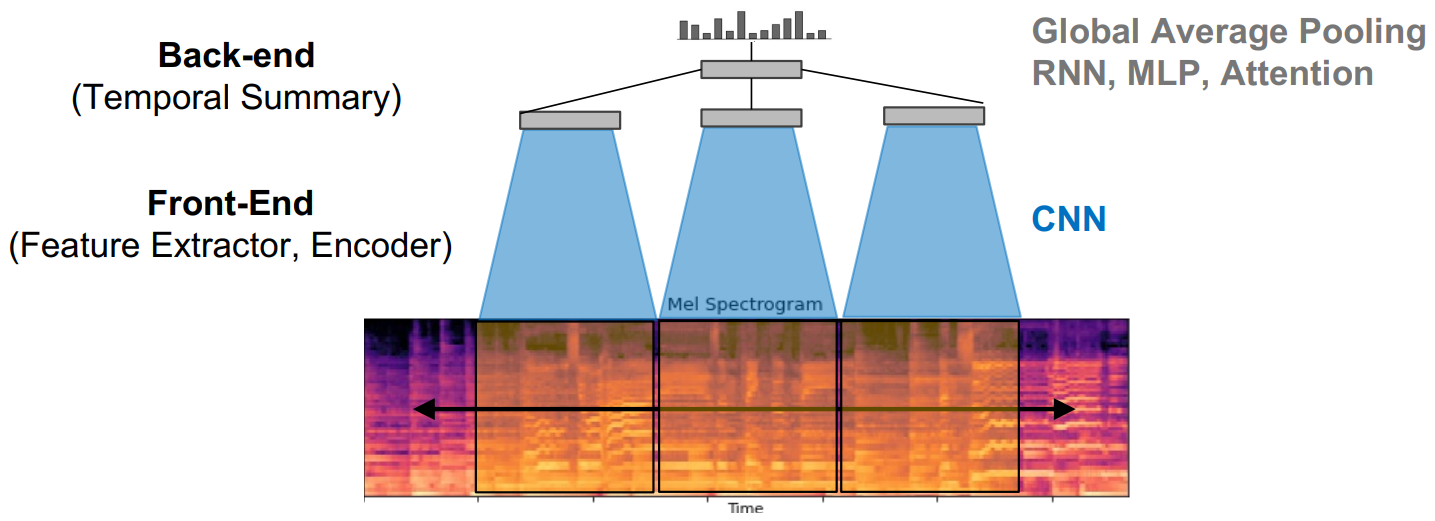 Back-end
(Temporal Summary)
Global Average Pooling
RNN, MLP, Attention
Front-End
(Feature Extractor, Encoder)
CNN
Mel Spectrogram
Time